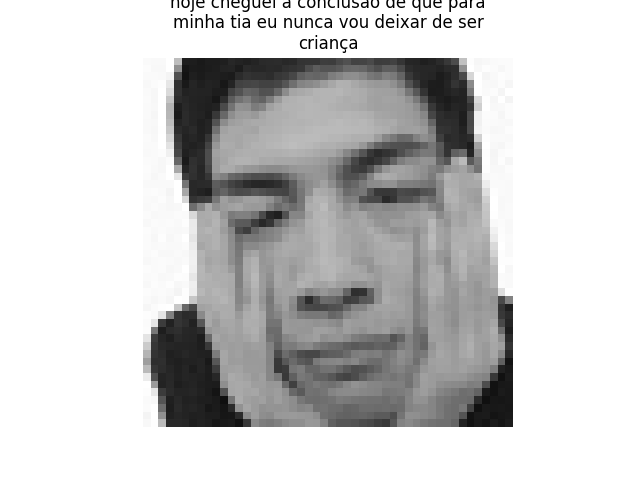 hoje cheguei a conclusão de que para
minha tia eu nunca vou deixar de ser
criança